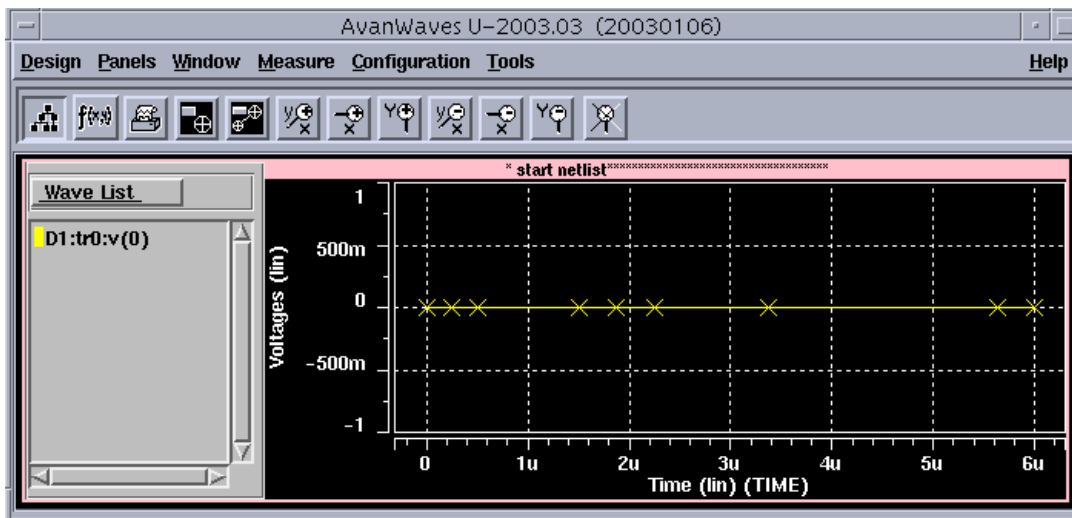 AvanWaves U-2003.03 (20030106)
Design Panels Window Measure Configuration Tools Help
f(x,y)
* start netlist************************************
Wave List
D1:tr0:v(0)
Voltages (lin)
1
500m
0
-500m
-1
0 1u 2u 3u 4u 5u 6u
Time (lin) (TIME)